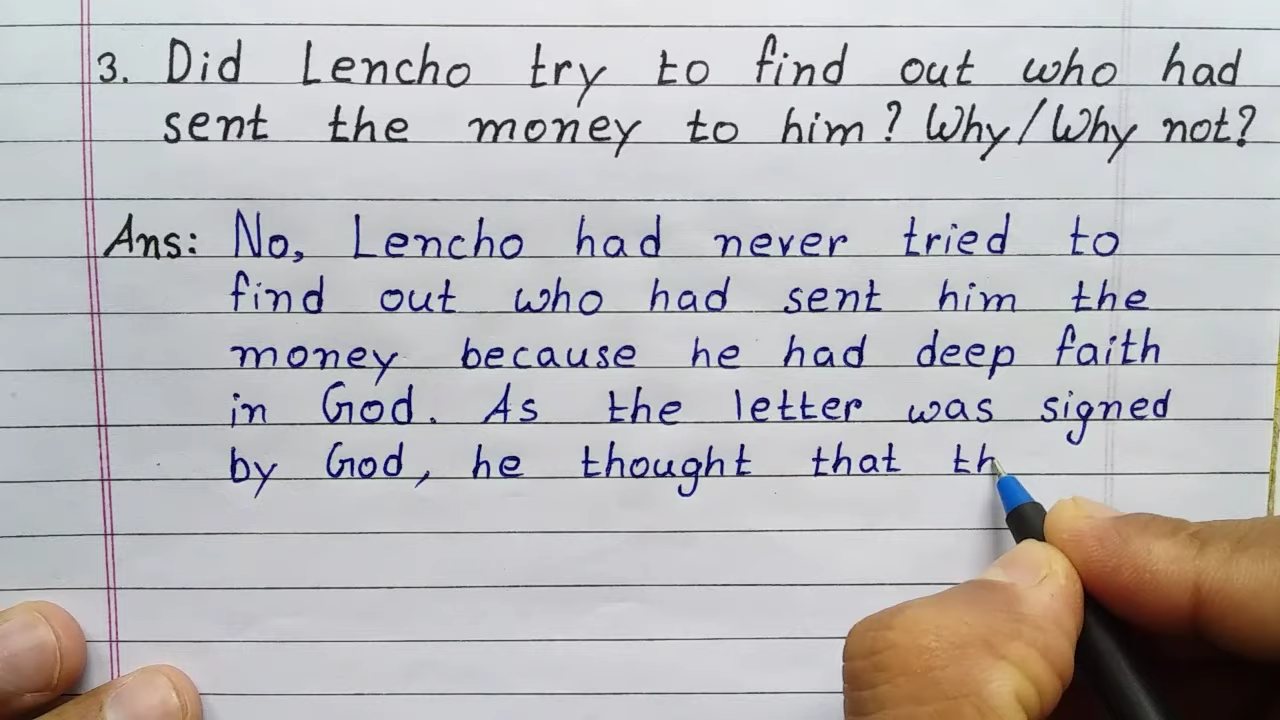 3. Did Lencho try to find out who had
sent the money to him? Why/Why not?
Ans: No, Lencho had never tried to
find out who had sent him the
money because he had deep faith
in God. As the letter was signed
by God, he thought that th